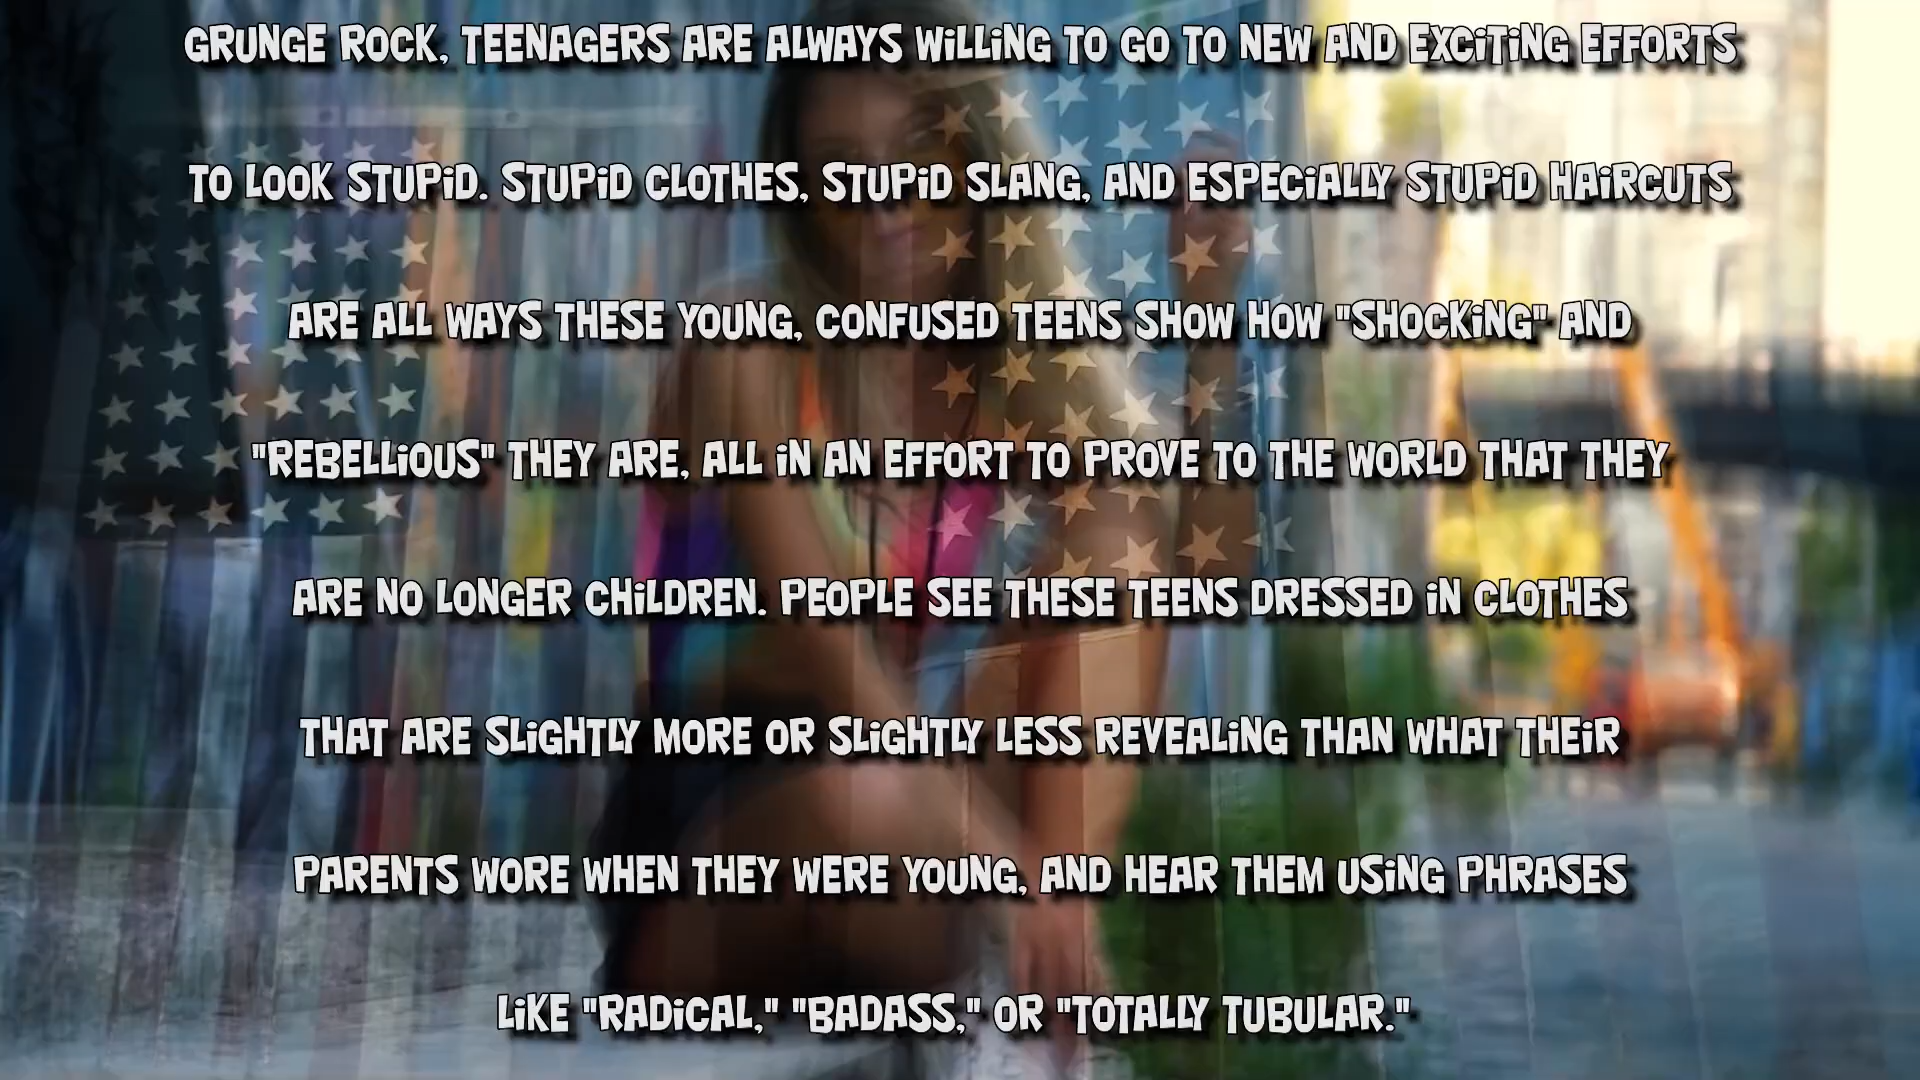 GRUNGE ROCK, TEENAGERS ARE ALWAYS WiLLiNG TO GO TO NEW AND EXCiTiNG EFFORTS
TO LOOK STUPiD. STUPiD CLOTHES, STUPiD SLANG, AND ESPECiALLY STUPiD HAiRCUTS
ARE ALL WAYS THESE YOUNG, CONFUSED TEENS SHOW HOW "SHOCKiNG" AND
"REBELLiOUS" THEY ARE, ALL iN AN EFFORT TO PROVE TO THE WORLD THAT THEY
ARE NO LONGER CHiLDREN. PEOPLE SEE THESE TEENS DRESSED iN CLOTHES
THAT ARE SLiGHTLY MORE OR SLiGHTLY LESS REVEALiNG THAN WHAT THEiR
PARENTS WORE WHEN THEY WERE YOUNG, AND HEAR THEM USiNG PHRASES
LiKE "RADiCAL," "BADASS," OR "TOTALLY TUBULAR."